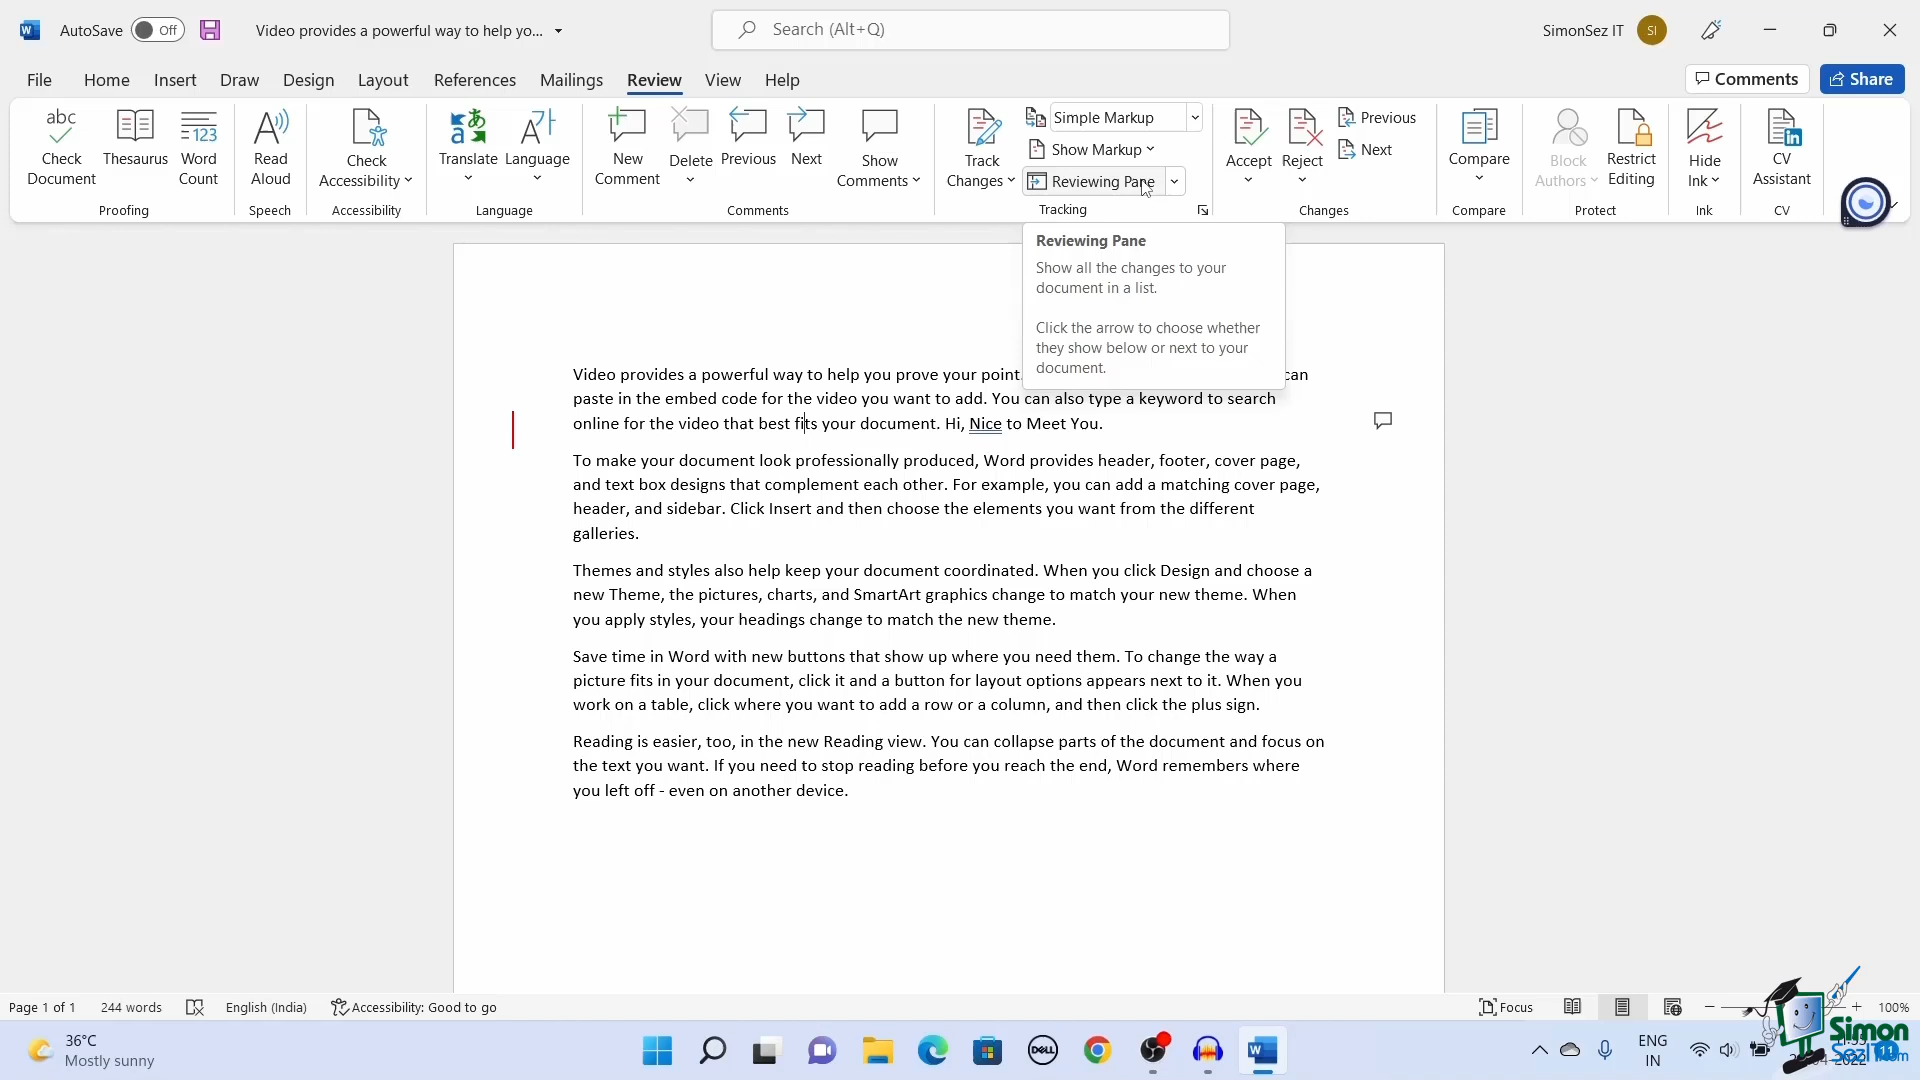 AutoSave Off Video provides a powerful way to help yo... Search (Alt+Q) SimonSez IT SI
File Home Insert Draw Design Layout References Mailings Review View Help Comments Share
abc Check Document
Thesaurus
123 Word Count
Proofing
Read Aloud
Speech
Check Accessibility
Accessibility
Translate
Language
Language
New Comment
Delete
Previous
Next
Show Comments
Comments
Track Changes
Simple Markup
Show Markup
Reviewing Pane
Tracking
Accept
Reject
Previous
Next
Changes
Compare
Compare
Block Authors
Restrict Editing
Protect
Hide Ink
Ink
CV Assistant
CV
Reviewing Pane
Show all the changes to your
document in a list.
Click the arrow to choose whether
they show below or next to your
document.
Video provides a powerful way to help you prove your point. can
paste in the embed code for the video you want to add. You can also type a keyword to search
online for the video that best fits your document. Hi, Nice to Meet You.
To make your document look professionally produced, Word provides header, footer, cover page,
and text box designs that complement each other. For example, you can add a matching cover page,
header, and sidebar. Click Insert and then choose the elements you want from the different
galleries.
Themes and styles also help keep your document coordinated. When you click Design and choose a
new Theme, the pictures, charts, and SmartArt graphics change to match your new theme. When
you apply styles, your headings change to match the new theme.
Save time in Word with new buttons that show up where you need them. To change the way a
picture fits in your document, click it and a button for layout options appears next to it. When you
work on a table, click where you want to add a row or a column, and then click the plus sign.
Reading is easier, too, in the new Reading view. You can collapse parts of the document and focus on
the text you want. If you need to stop reading before you reach the end, Word remembers where
you left off - even on another device.
Page 1 of 1 244 words English (India) Accessibility: Good to go Focus 100%
36°C
Mostly sunny
DELL
ENG
IN
Simon